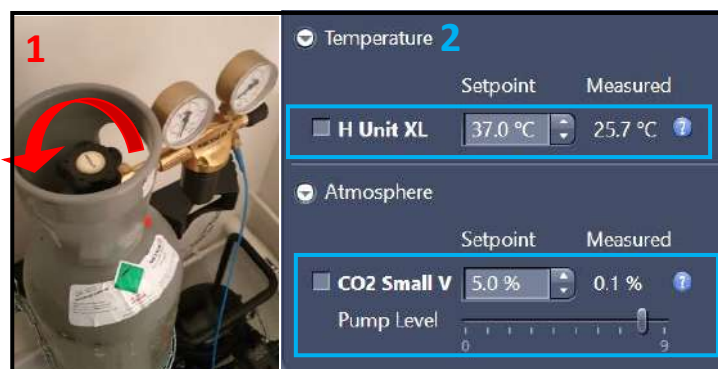 1
Temperature 2
Setpoint Measured
H Unit XL 37.0 °C 25.7 °C ?
Atmosphere
Setpoint Measured
CO2 Small V 5.0 % 0.1 % ?
Pump Level
0 9